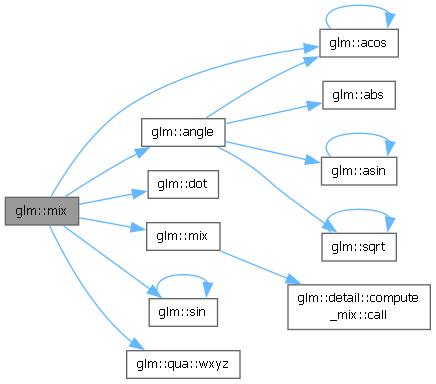 glm::acos
glm::abs
glm::angle
glm::asin
glm::dot
glm::mix
glm::mix
glm::sqrt
glm::detail::compute
_mix::call
glm::sin
glm::qua::wxyz